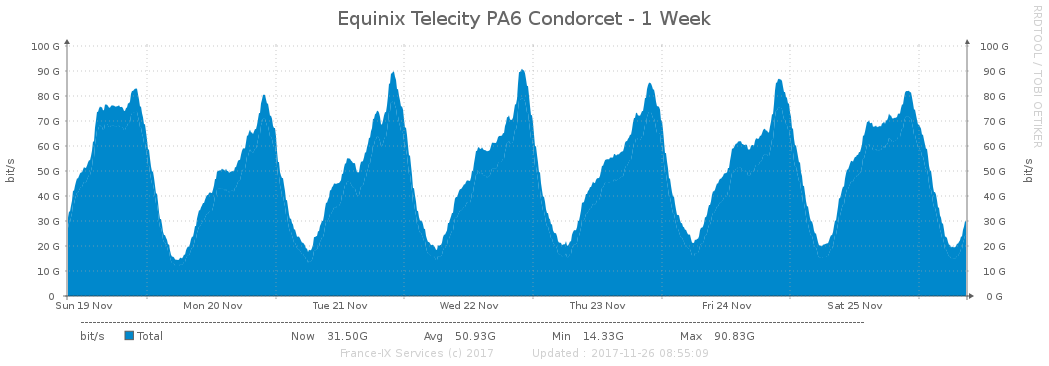 Equinix Telecity PA6 Condorcet - 1 Week
RRDTOOL / TOBI OETIKER
100 G 100 G
90 G 90 G
80 G 80 G
70 G 70 G
60 G 60 G
50 G 50 G
40 G 40 G
30 G 30 G
20 G 20 G
10 G 10 G
0 0 G
bit/s bit/s
Sun 19 Nov Mon 20 Nov Tue 21 Nov Wed 22 Nov Thu 23 Nov Fri 24 Nov Sat 25 Nov
bit/s Total Now 31.50G Avg 50.93G Min 14.33G Max 90.83G
France-IX Services (c) 2017 Updated : 2017-11-26 08:55:09